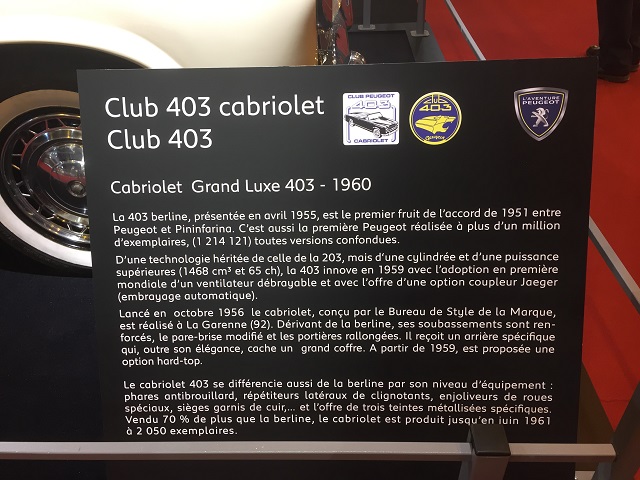 Club 403 cabriolet
Club 403
CLUB PEUGEOT
403
CABRIOLET
CLUB
403
L'AVENTURE
PEUGEOT
Cabriolet Grand Luxe 403 - 1960
La 403 berline, présentée en avril 1955, est le premier fruit de l'accord de 1951 entre
Peugeot et Pininfarina. C'est aussi la première Peugeot réalisée à plus d'un million
d'exemplaires, (1 214 121) toutes versions confondues.
D'une technologie héritée de celle de la 203, mais d'une cylindrée et d'une puissance
supérieures (1468 cm³ et 65 ch), la 403 innove en 1959 avec l'adoption en première
mondiale d'un ventilateur débrayable et avec l'offre d'une option coupleur Jaeger
(embrayage automatique).
Lancé en octobre 1956 le cabriolet, conçu par le Bureau de Style de la Marque,
est réalisé à La Garenne (92). Dérivant de la berline, ses soubassements sont ren-
forcés, le pare-brise modifié et les portières rallongées. Il reçoit un arrière spécifique
qui, outre son élégance, cache un grand coffre. A partir de 1959, est proposée une
option hard-top.
Le cabriolet 403 se différencie aussi de la berline par son niveau d'équipement :
phares antibrouillard, répétiteurs latéraux de clignotants, enjoliveurs de roues
spéciaux, sièges garnis de cuir,... et l'offre de trois teintes métallisées spécifiques.
Vendu 70 % de plus que la berline, le cabriolet est produit jusqu'en juin 1961
à 2 050 exemplaires.